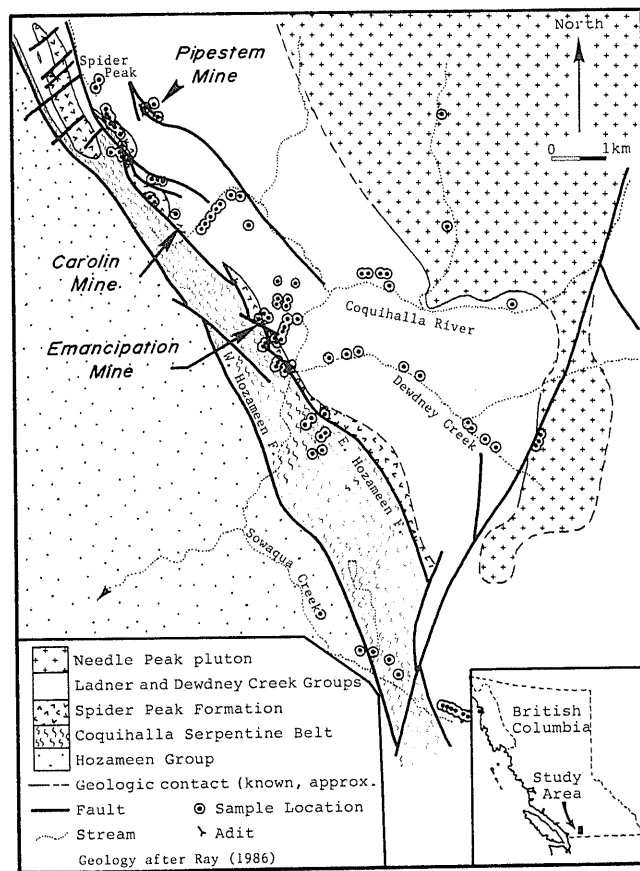 North
0 1km
Spider
Peak
Pipestem
Mine
Carolin
Mine
Emancipation
Mine
Coquihalla River
Dewdney Creek
W. Hozameen F.
E. Hozameen F.
Sowaqua Creek
Needle Peak pluton
Ladner and Dewdney Creek Groups
Spider Peak Formation
Coquihalla Serpentine Belt
Hozameen Group
Geologic contact (known, approx.
Fault
Sample Location
Stream
Adit
Geology after Ray (1986)
British
Columbia
Study
Area